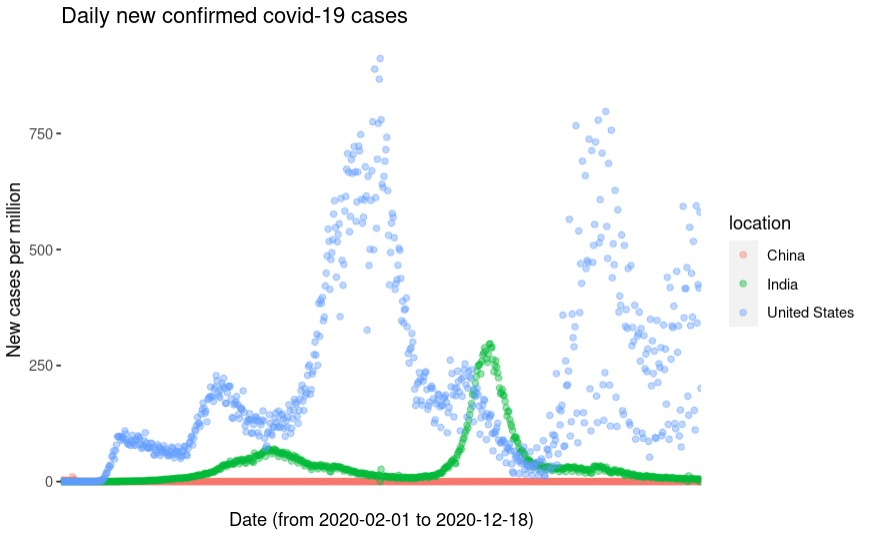 Daily new confirmed covid-19 cases
New cases per million
750
500
250
0
Date (from 2020-02-01 to 2020-12-18)
location
China
India
United States